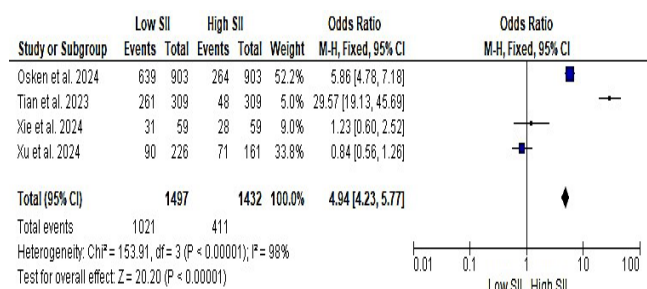 Low SII High SII Odds Ratio Odds Ratio
Study or Subgroup Events Total Events Total Weight M-H, Fixed, 95% CI M-H, Fixed, 95% CI
Osken et al. 2024 639 903 264 903 52.2% 5.86 [4.78, 7.18]
Tian et al. 2023 261 309 48 309 5.0% 29.57 [19.13, 45.69]
Xie et al. 2024 31 59 28 59 9.0% 1.23 [0.60, 2.52]
Xu et al. 2024 90 226 71 161 33.8% 0.84 [0.56, 1.26]
Total (95% CI) 1497 1432 100.0% 4.94 [4.23, 5.77]
Total events 1021 411
Heterogeneity: Chi² = 153.91, df = 3 (P < 0.00001); I² = 98%
Test for overall effect: Z = 20.20 (P < 0.00001)
0.01 0.1 1 10 100
Low SII High SII